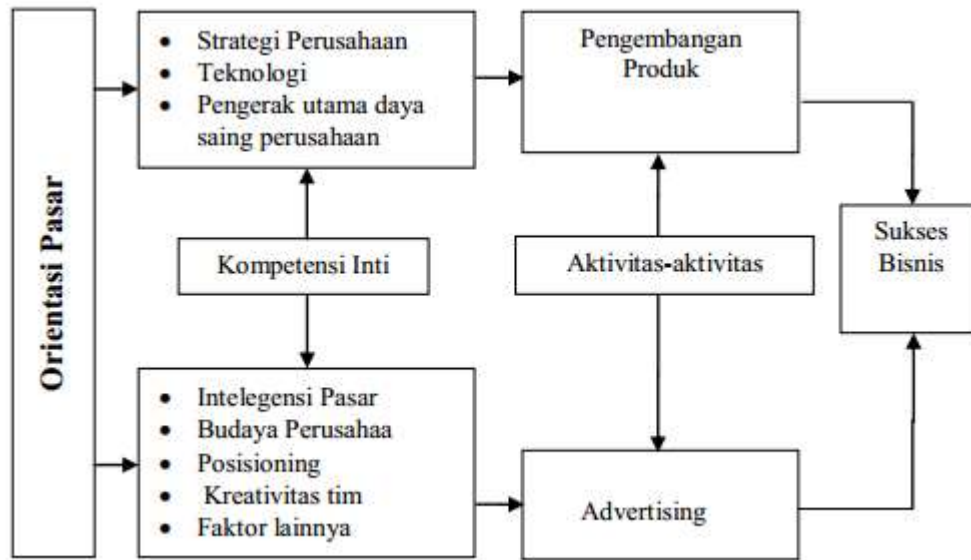 Orientasi Pasar
• Strategi Perusahaan
• Teknologi
• Pengerak utama daya
saing perusahaan
Pengembangan
Produk
Kompetensi Inti
Aktivitas-aktivitas
Sukses
Bisnis
• Intelegensi Pasar
• Budaya Perusahaa
• Posisioning
• Kreativitas tim
• Faktor lainnya
Advertising